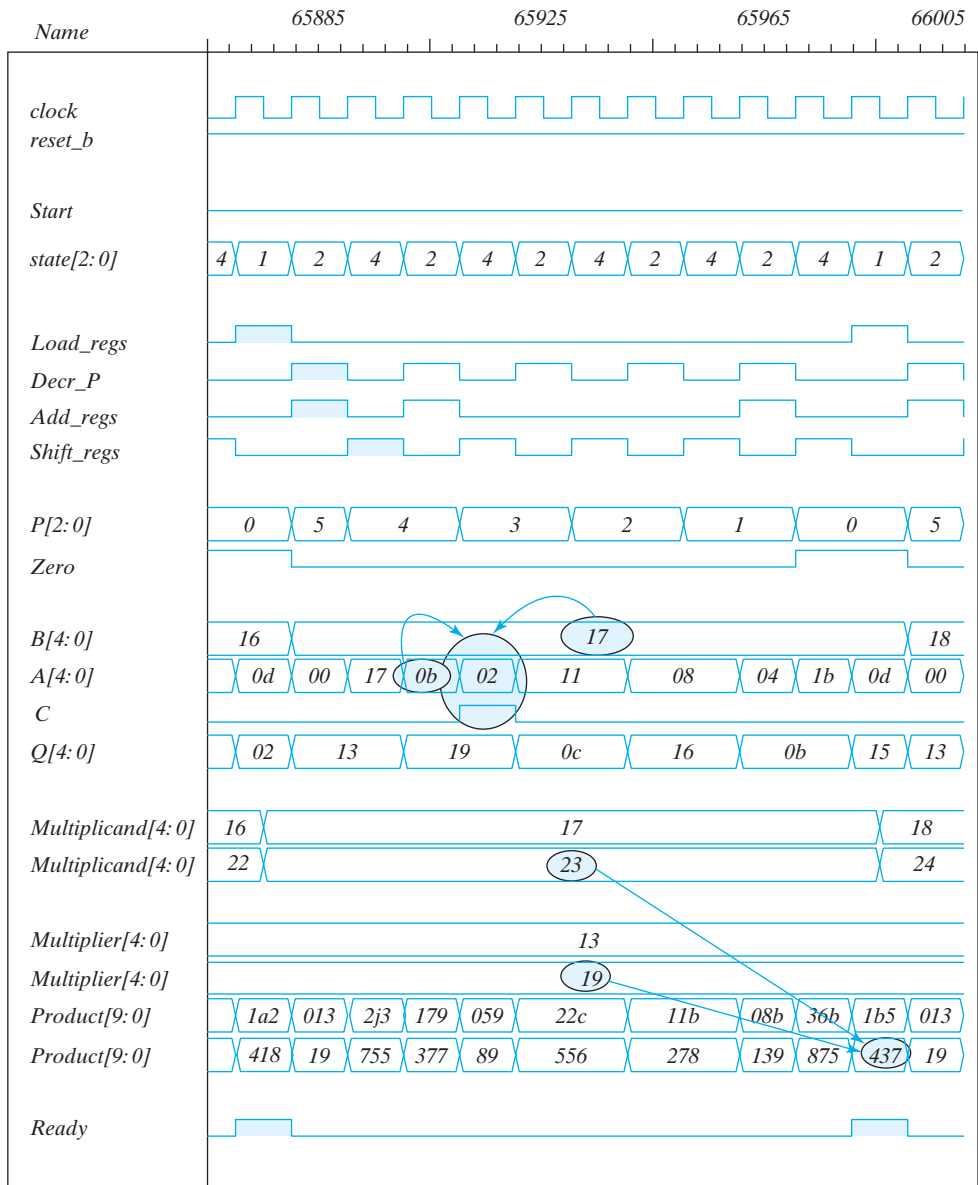 Name 65885 65925 65965 66005
clock
reset_b
Start
state[2:0] 4 1 2 4 2 4 2 4 2 4 2 4 1 2
Load_regs
Decr_P
Add_regs
Shift_regs
P[2:0] 0 5 4 3 2 1 0 5
Zero
B[4:0] 16 17 18
A[4:0] 0d 00 17 0b 02 11 08 04 1b 0d 00
C
Q[4:0] 02 13 19 0c 16 0b 15 13
Multiplicand[4:0] 16 17 18
Multiplicand[4:0] 22 23 24
Multiplier[4:0] 13
Multiplier[4:0] 19
Product[9:0] 1a2 013 2j3 179 059 22c 11b 08b 36b 1b5 013
Product[9:0] 418 19 755 377 89 556 278 139 875 437 19
Ready